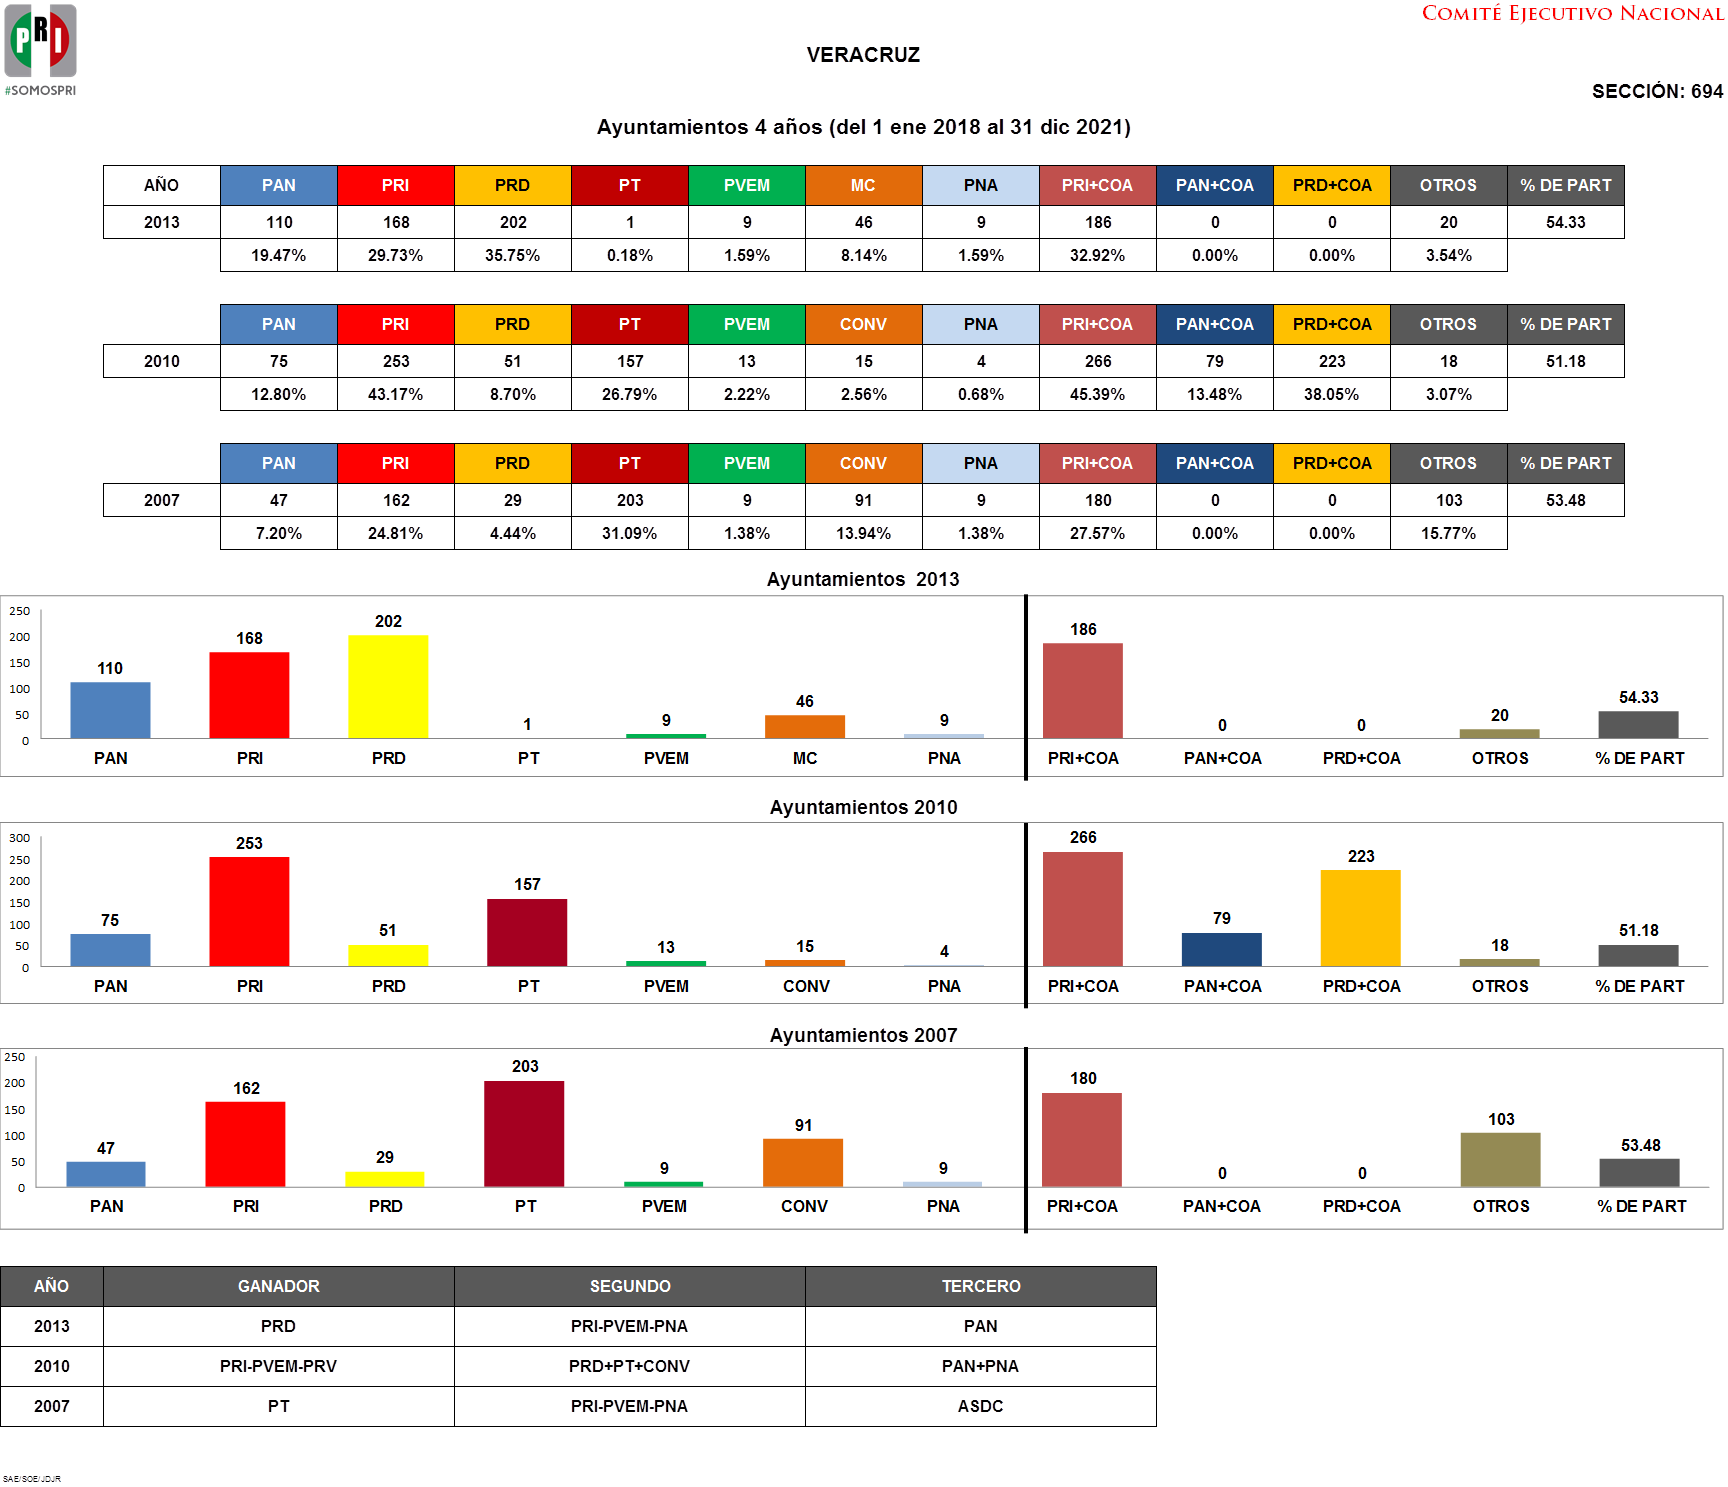 PRI
#SOMOSPRI
COMITÉ EJECUTIVO NACIONAL
VERACRUZ
SECCIÓN: 694
Ayuntamientos 4 años (del 1 ene 2018 al 31 dic 2021)
AÑO PAN PRI PRD PT PVEM MC PNA PRI+COA PAN+COA PRD+COA OTROS % DE PART
2013 110 168 202 1 9 46 9 186 0 0 20 54.33
19.47% 29.73% 35.75% 0.18% 1.59% 8.14% 1.59% 32.92% 0.00% 0.00% 3.54%
PAN PRI PRD PT PVEM CONV PNA PRI+COA PAN+COA PRD+COA OTROS % DE PART
2010 75 253 51 157 13 15 4 266 79 223 18 51.18
12.80% 43.17% 8.70% 26.79% 2.22% 2.56% 0.68% 45.39% 13.48% 38.05% 3.07%
PAN PRI PRD PT PVEM CONV PNA PRI+COA PAN+COA PRD+COA OTROS % DE PART
2007 47 162 29 203 9 91 9 180 0 0 103 53.48
7.20% 24.81% 4.44% 31.09% 1.38% 13.94% 1.38% 27.57% 0.00% 0.00% 15.77%
Ayuntamientos 2013
250
200
150
100
50
0
110 168 202 1 9 46 9 186 0 0 20 54.33
PAN PRI PRD PT PVEM MC PNA PRI+COA PAN+COA PRD+COA OTROS % DE PART
Ayuntamientos 2010
300
250
200
150
100
50
0
75 253 51 157 13 15 4 266 79 223 18 51.18
PAN PRI PRD PT PVEM CONV PNA PRI+COA PAN+COA PRD+COA OTROS % DE PART
Ayuntamientos 2007
250
200
150
100
50
0
47 162 29 203 9 91 9 180 0 0 103 53.48
PAN PRI PRD PT PVEM CONV PNA PRI+COA PAN+COA PRD+COA OTROS % DE PART
AÑO GANADOR SEGUNDO TERCERO
2013 PRD PRI-PVEM-PNA PAN
2010 PRI-PVEM-PRV PRD+PT+CONV PAN+PNA
2007 PT PRI-PVEM-PNA ASDC
SAE/SOE/JDJR